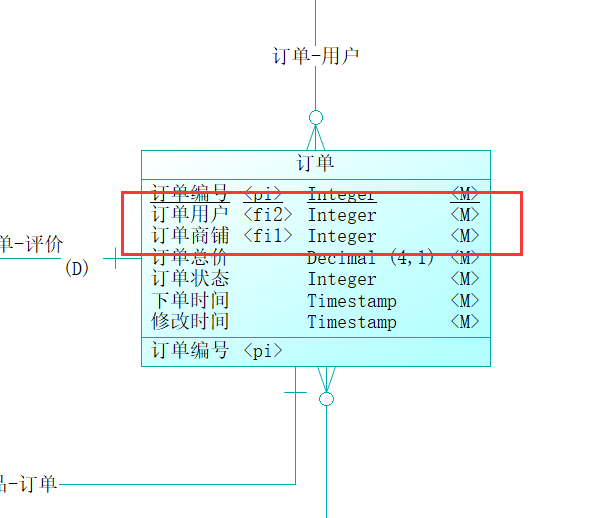 订单-用户
订单
订单编号 <pi> Integer <M>
订单用户 <fi2> Integer <M>
订单商铺 <fi1> Integer <M>
单-评价
(D)
订单总价 Decimal (4,1) <M>
订单状态 Integer <M>
下单时间 Timestamp <M>
修改时间 Timestamp <M>
订单编号 <pi>
品-订单